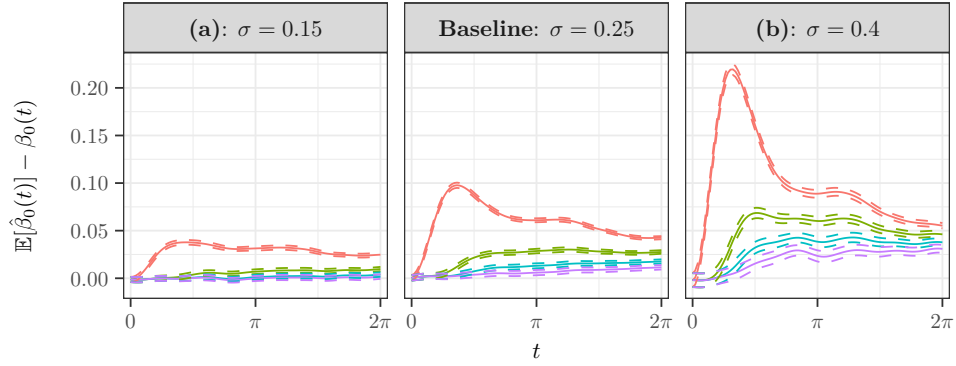 (a): σ = 0.15
Baseline: σ = 0.25
(b): σ = 0.4
𝔼[β̂₀(t)] − β₀(t)
0.20
0.15
0.10
0.05
0.00
0 π 2π
0 π 2π
0 π 2π
t